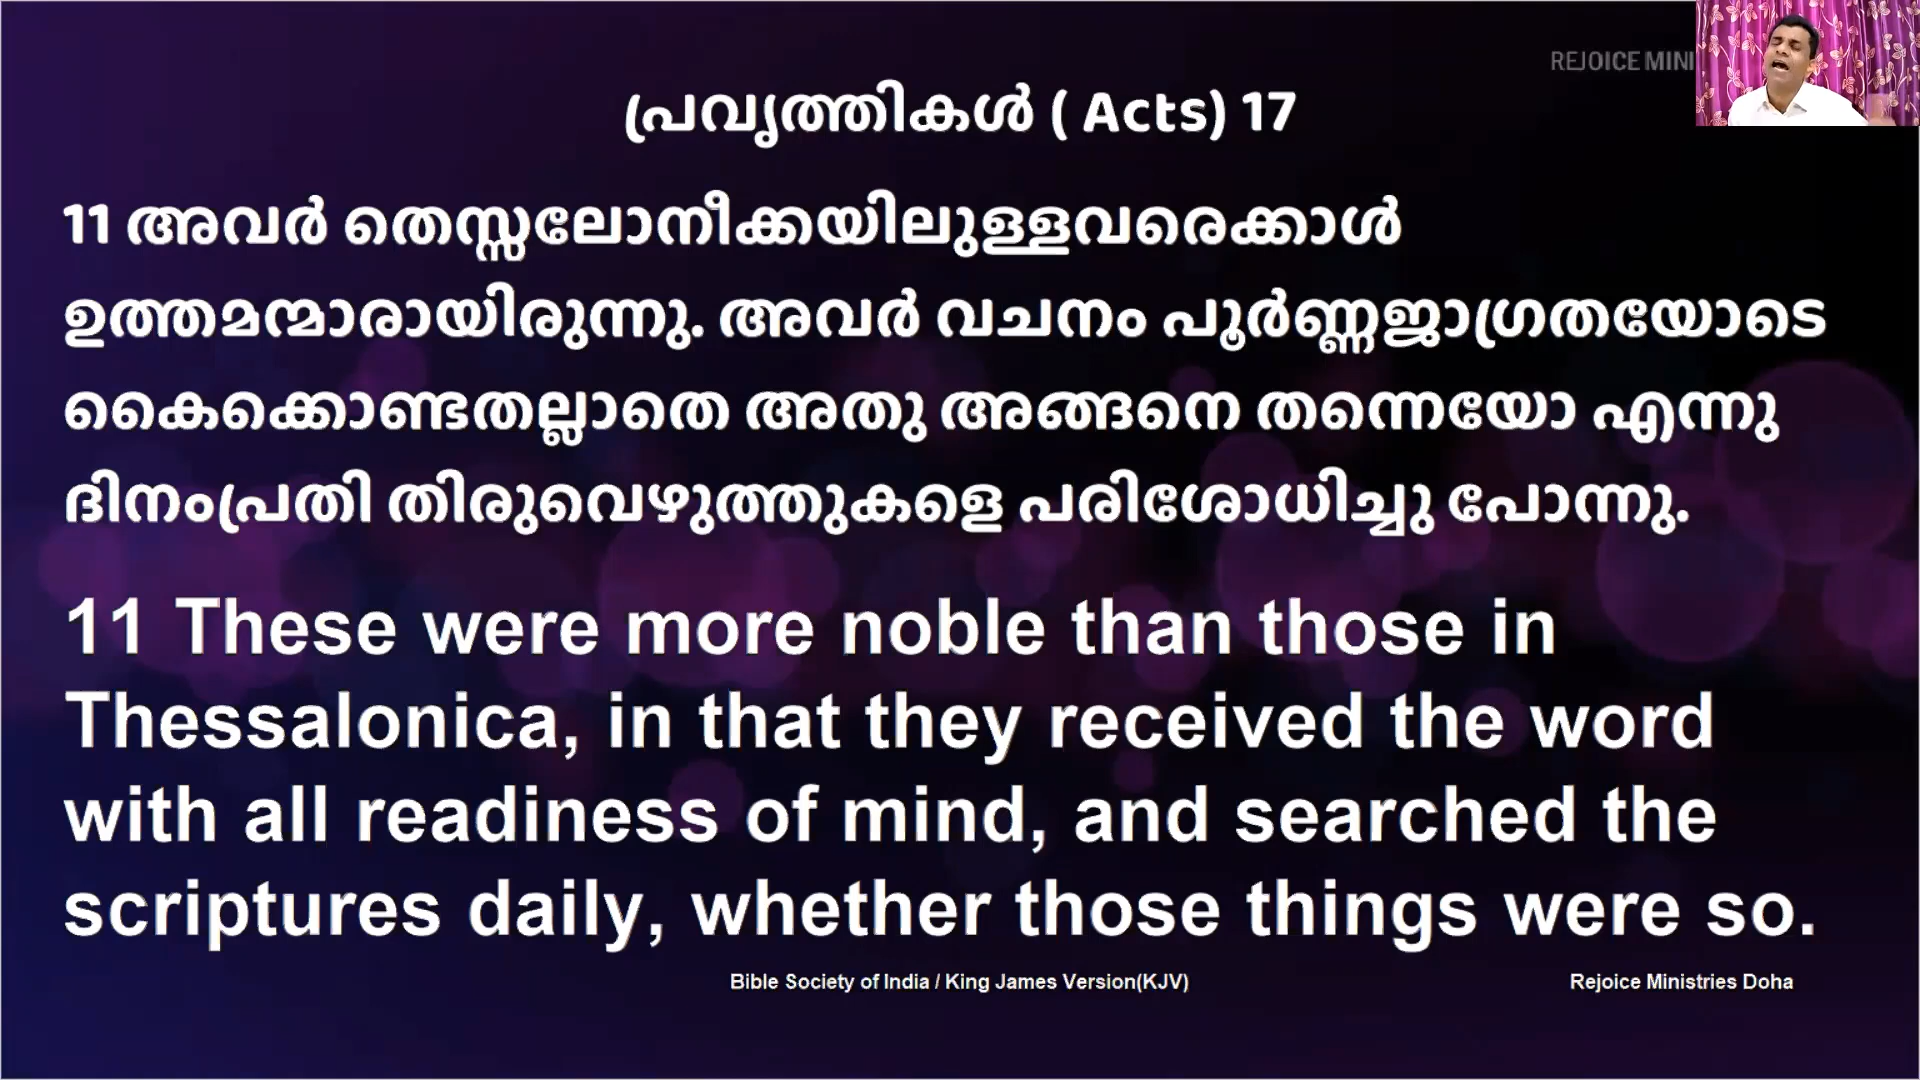 REJOICE MINI
പ്രവൃത്തികൾ ( Acts) 17
11 അവർ തെസ്സലോനീക്കയിലുള്ളവരെക്കാൾ
ഉത്തമന്മാരായിരുന്നു. അവർ വചനം പൂർണ്ണജാഗ്രതയോടെ
കൈക്കൊണ്ടതല്ലാതെ അതു അങ്ങനെ തന്നെയോ എന്നു
ദിനംപ്രതി തിരുവെഴുത്തുകളെ പരിശോധിച്ചു പോന്നു.
11 These were more noble than those in
Thessalonica, in that they received the word
with all readiness of mind, and searched the
scriptures daily, whether those things were so.
Bible Society of India / King James Version(KJV)
Rejoice Ministries Doha